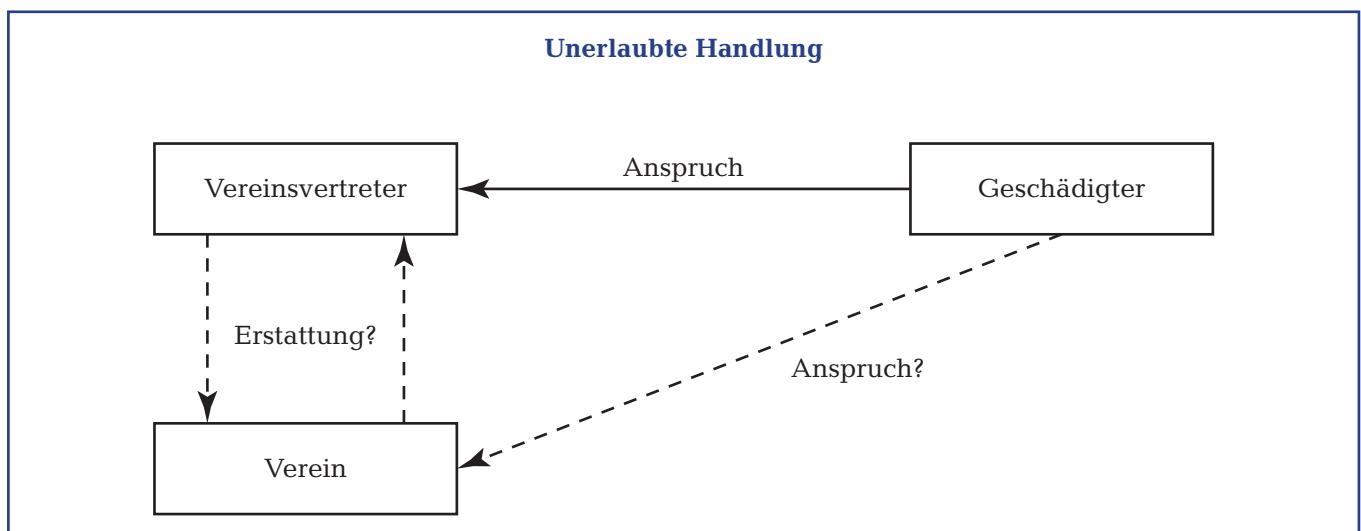 Unerlaubte Handlung
Anspruch
Vereinsvertreter
Geschädigter
Erstattung?
Anspruch?
Verein